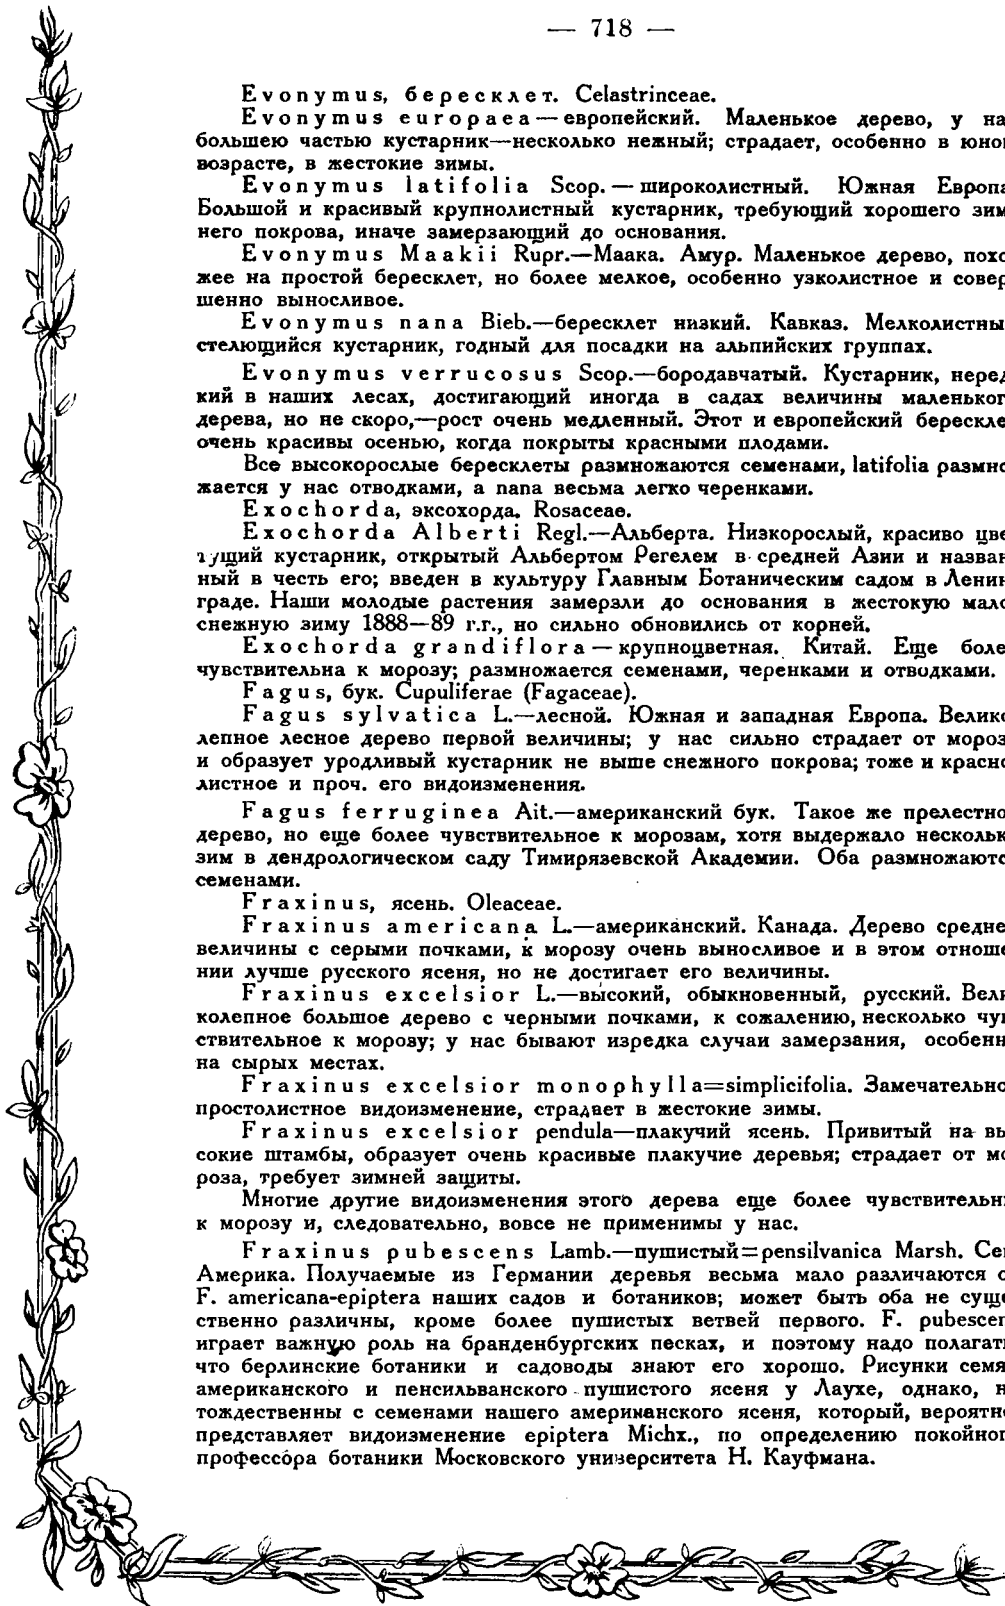 — 718 —
Evonymus, бересклет. Celastrinceae.
Evonymus europaea — европейский. Маленькое дерево, у на
большею частью кустарник—несколько нежный; страдает, особенно в юно
возрасте, в жестокие зимы.
Evonymus latifolia Scop. — широколистный. Южная Европа
Большой и красивый крупнолистный кустарник, требующий хорошего зим
него покрова, иначе замерзающий до основания.
Evonymus Maakii Rupr.—Маака. Амур. Маленькое дерево, похо
жее на простой бересклет, но более мелкое, особенно узколистное и совер
шенно выносливое.
Evonymus nana Bieb.—бересклет низкий. Кавказ. Мелколистны
стелющийся кустарник, годный для посадки на альпийских группах.
Evonymus verrucosus Scop.—бородавчатый. Кустарник, неред
кий в наших лесах, достигающий иногда в садах величины маленьког
дерева, но не скоро,—рост очень медленный. Этот и европейский берескле
очень красивы осенью, когда покрыты красными плодами.
Все высокорослые бересклеты размножаются семенами, latifolia размно
жается у нас отводками, а nana весьма легко черенками.
Exochorda, эксохорда. Rosaceae.
Exochorda Alberti Regl.—Альберта. Низкорослый, красиво цве
тущий кустарник, открытый Альбертом Регелем в средней Азии и назван
ный в честь его; введен в культуру Главным Ботаническим садом в Ленин
граде. Наши молодые растения замерзли до основания в жестокую мало
снежную зиму 1888—89 г.г., но сильно обновились от корней.
Exochorda grandiflora — крупноцветная. Китай. Еще боле
чувствительна к морозу; размножается семенами, черенками и отводками.
Fagus, бук. Cupuliferae (Fagaceae).
Fagus sylvatica L.—лесной. Южная и западная Европа. Велико
лепное лесное дерево первой величины; у нас сильно страдает от мороз
и образует уродливый кустарник не выше снежного покрова; тоже и красно
листное и проч. его видоизменения.
Fagus ferruginea Ait.—американский бук. Такое же прелестно
дерево, но еще более чувствительное к морозам, хотя выдержало нескольк
зим в дендрологическом саду Тимирязевской Академии. Оба размножаютс
семенами.
Fraxinus, ясень. Oleaceae.
Fraxinus americana L.—американский. Канада. Дерево средне
величины с серыми почками, к морозу очень выносливое и в этом отноше
нии лучше русского ясеня, но не достигает его величины.
Fraxinus excelsior L.—высокий, обыкновенный, русский. Вели
колепное большое дерево с черными почками, к сожалению, несколько чув
ствительное к морозу; у нас бывают изредка случаи замерзания, особенн
на сырых местах.
Fraxinus excelsior monophylla=simplicifolia. Замечательно
простолистное видоизменение, страдает в жестокие зимы.
Fraxinus excelsior pendula—плакучий ясень. Привитый на вы
сокие штамбы, образует очень красивые плакучие деревья; страдает от мо
роза, требует зимней защиты.
Многие другие видоизменения этого дерева еще более чувствительн
к морозу и, следовательно, вовсе не применимы у нас.
Fraxinus pubescens Lamb.—пушистый=pensilvanica Marsh. Сев
Америка. Получаемые из Германии деревья весьма мало различаются о
F. americana-epiptera наших садов и ботаников; может быть оба не суще
ственно различны, кроме более пушистых ветвей первого. F. pubescen
играет важную роль на бранденбургских песках, и поэтому надо полагат
что берлинские ботаники и садоводы знают его хорошо. Рисунки семя
американского и пенсильванского пушистого ясеня у Лаухе, однако, н
тождественны с семенами нашего американского ясеня, который, вероятн
представляет видоизменение epiptera Michx., по определению покойног
профессора ботаники Московского университета Н. Кауфмана.